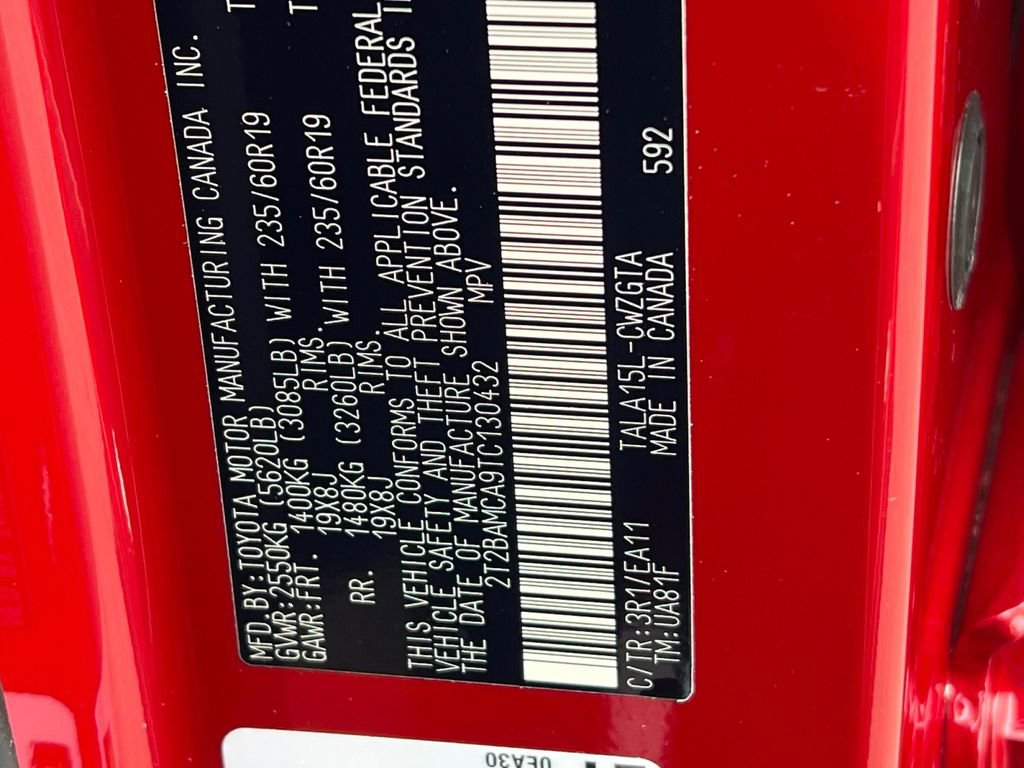 MFD.BY:TOYOTA MOTOR MANUFACTURING CANADA INC.
GVWR:2550KG (5620LB)
GAWR:FRT. 1400KG (3085LB) WITH 235/60R19 T
19X8J RIMS.
RR. 1480KG (3260LB) WITH 235/60R19 T
19X8J RIMS.
THIS VEHICLE CONFORMS TO ALL APPLICABLE FEDERAL
VEHICLE SAFETY AND THEFT PREVENTION STANDARDS
THE DATE OF MANUFACTURE SHOWN ABOVE.
2T2BAMCA9TC130432 MPV
C/TR:3R1/EA11 TALA15L-CWZGTA 592
TM:UA81F MADE IN CANADA
0EA30